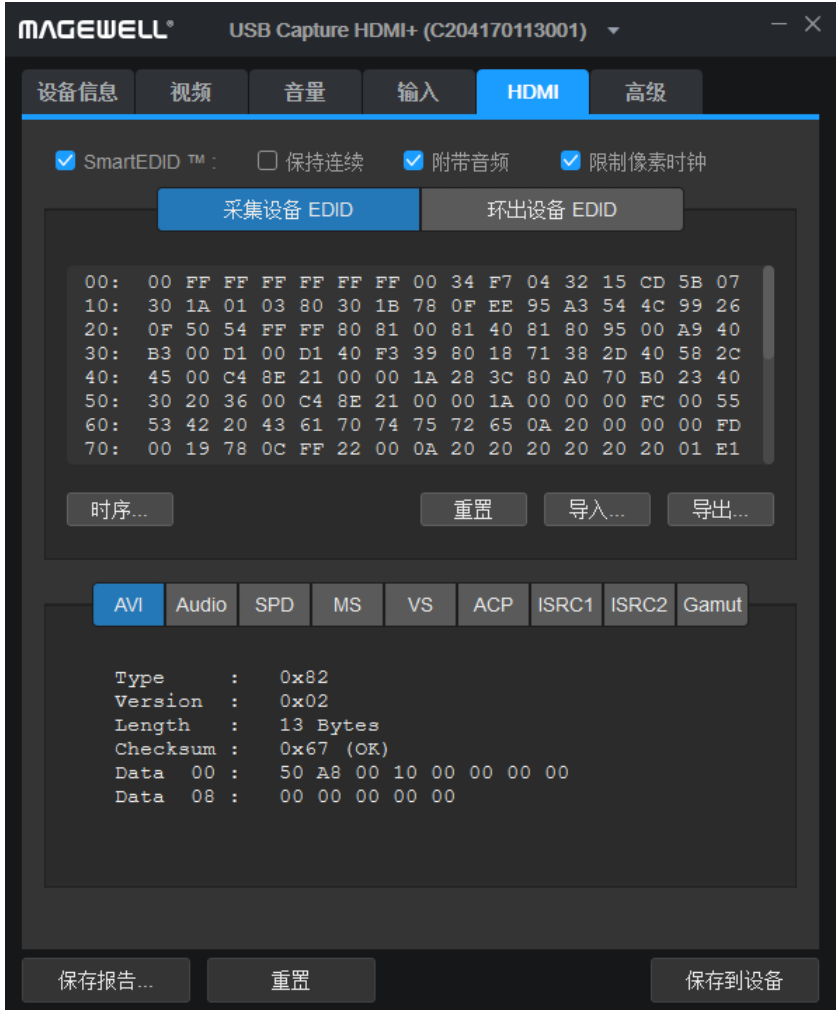 MAGEWELL® USB Capture HDMI+ (C204170113001)
设备信息 视频 音量 输入 HDMI 高级
SmartEDID ™ : 保持连续 附带音频 限制像素时钟
采集设备 EDID 环出设备 EDID
00: 00 FF FF FF FF FF FF 00 34 F7 04 32 15 CD 5B 07
10: 30 1A 01 03 80 30 1B 78 0F EE 95 A3 54 4C 99 26
20: 0F 50 54 FF FF 80 81 00 81 40 81 80 95 00 A9 40
30: B3 00 D1 00 D1 40 F3 39 80 18 71 38 2D 40 58 2C
40: 45 00 C4 8E 21 00 00 1A 28 3C 80 A0 70 B0 23 40
50: 30 20 36 00 C4 8E 21 00 00 1A 00 00 00 FC 00 55
60: 53 42 20 43 61 70 74 75 72 65 0A 20 00 00 00 FD
70: 00 19 78 0C FF 22 00 0A 20 20 20 20 20 20 01 E1
时序... 重置 导入... 导出...
AVI Audio SPD MS VS ACP ISRC1 ISRC2 Gamut
Type : 0x82
Version : 0x02
Length : 13 Bytes
Checksum : 0x67 (OK)
Data 00 : 50 A8 00 10 00 00 00 00
Data 08 : 00 00 00 00 00
保存报告... 重置 保存到设备